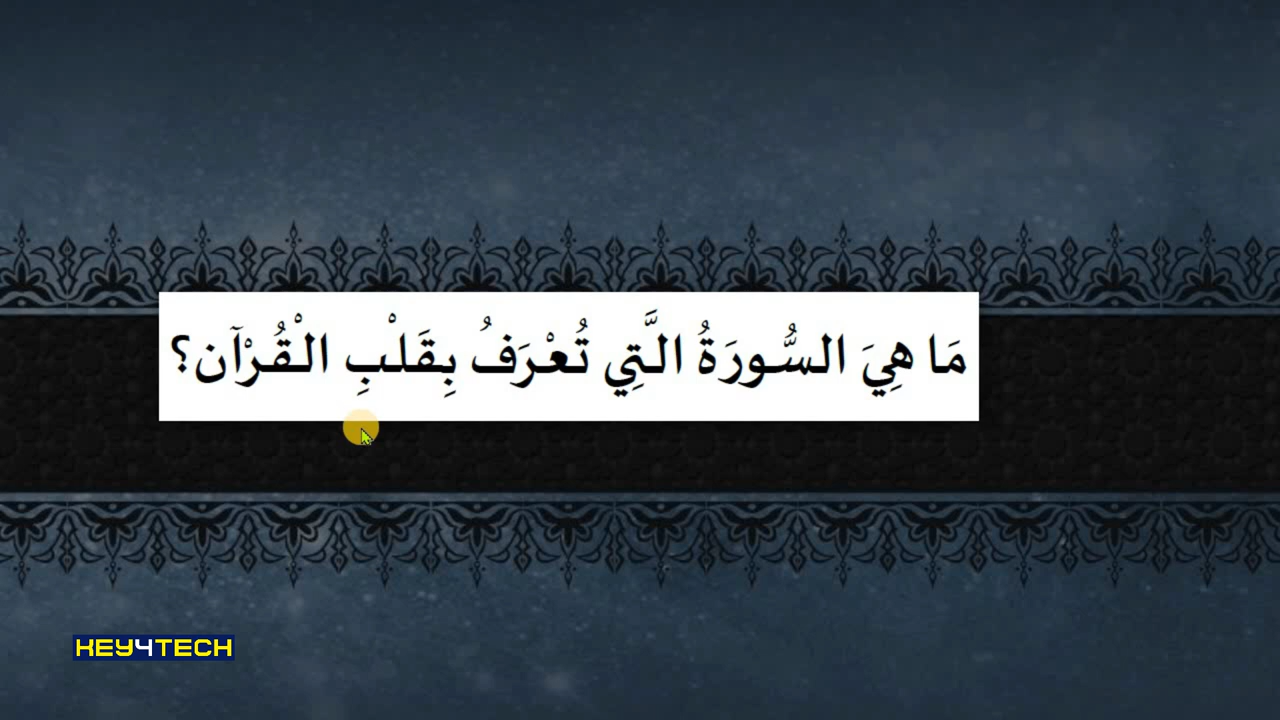 مَا هِيَ السُّورَةُ الَّتِي تُعْرَفُ بِقَلْبِ الْقُرْآن؟
KEY4TECH